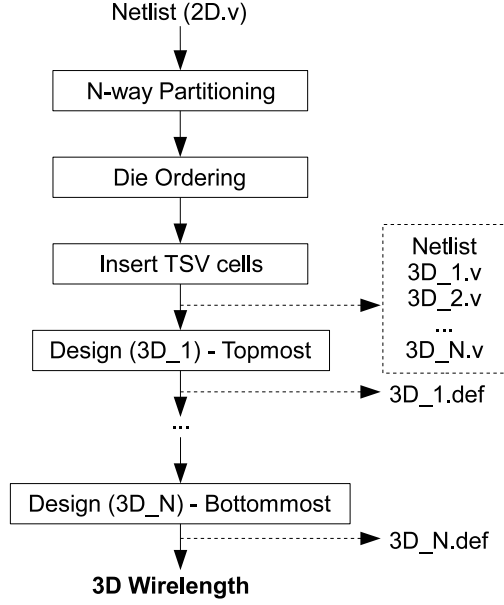 Netlist (2D.v)
N-way Partitioning
Die Ordering
Insert TSV cells
Netlist
3D_1.v
3D_2.v
...
3D_N.v
Design (3D_1) - Topmost
3D_1.def
...
Design (3D_N) - Bottommost
3D_N.def
3D Wirelength